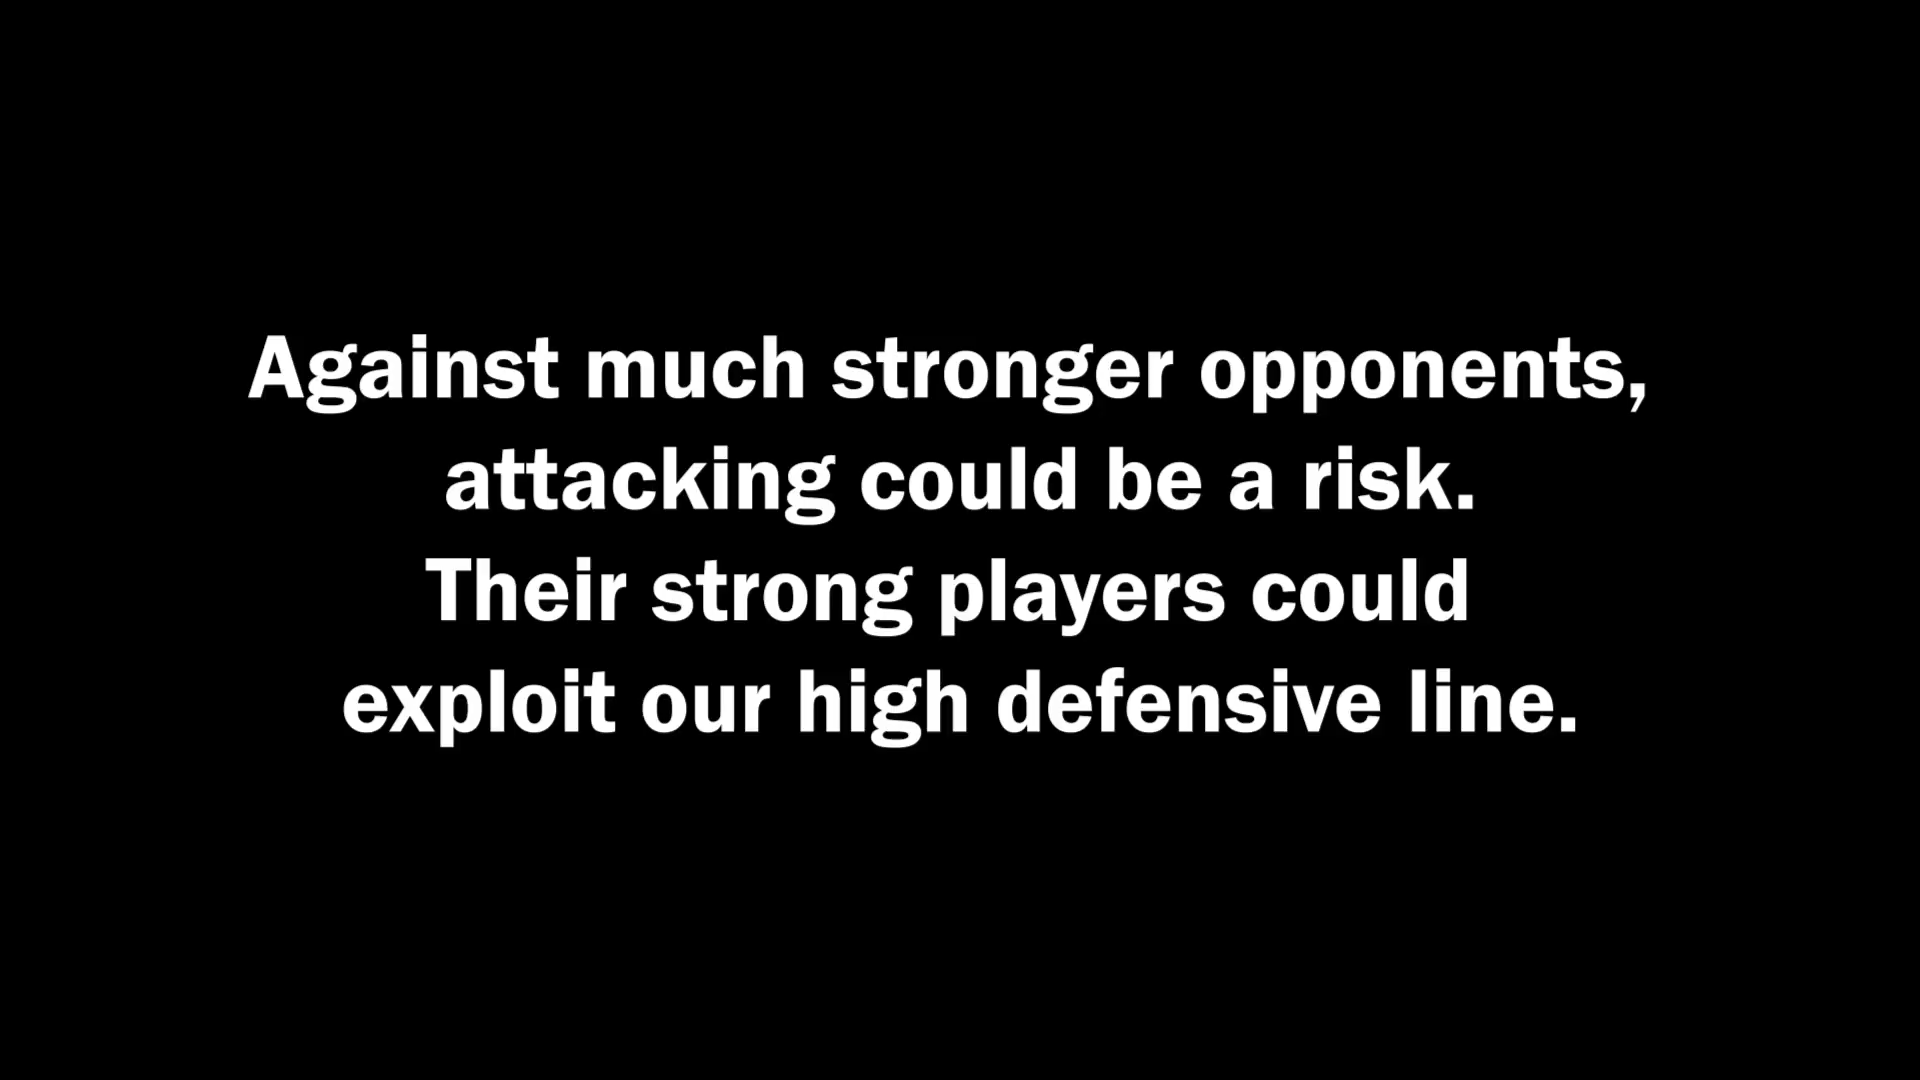 Against much stronger opponents,
attacking could be a risk.
Their strong players could
exploit our high defensive line.